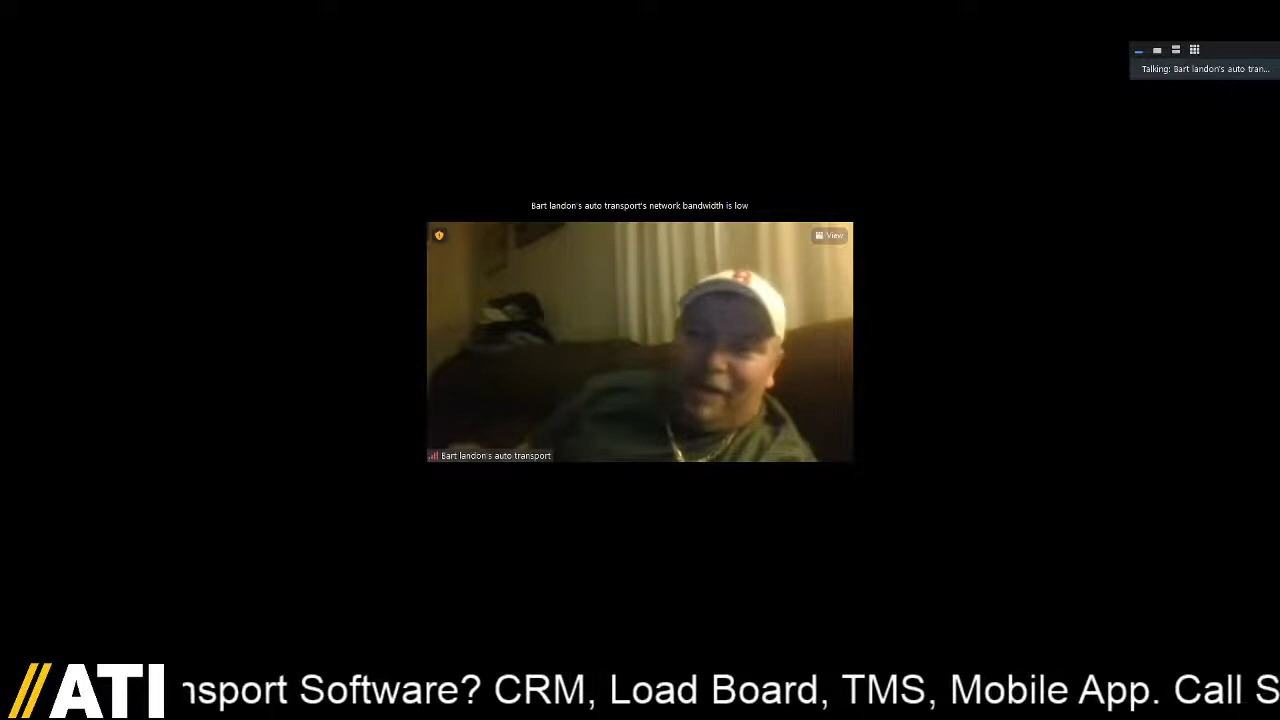 Talking: Bart landon's auto tran...
Bart landon's auto transport's network bandwidth is low
View
B
Bart landon's auto transport
//ATI
nsport Software? CRM, Load Board, TMS, Mobile App. Call S